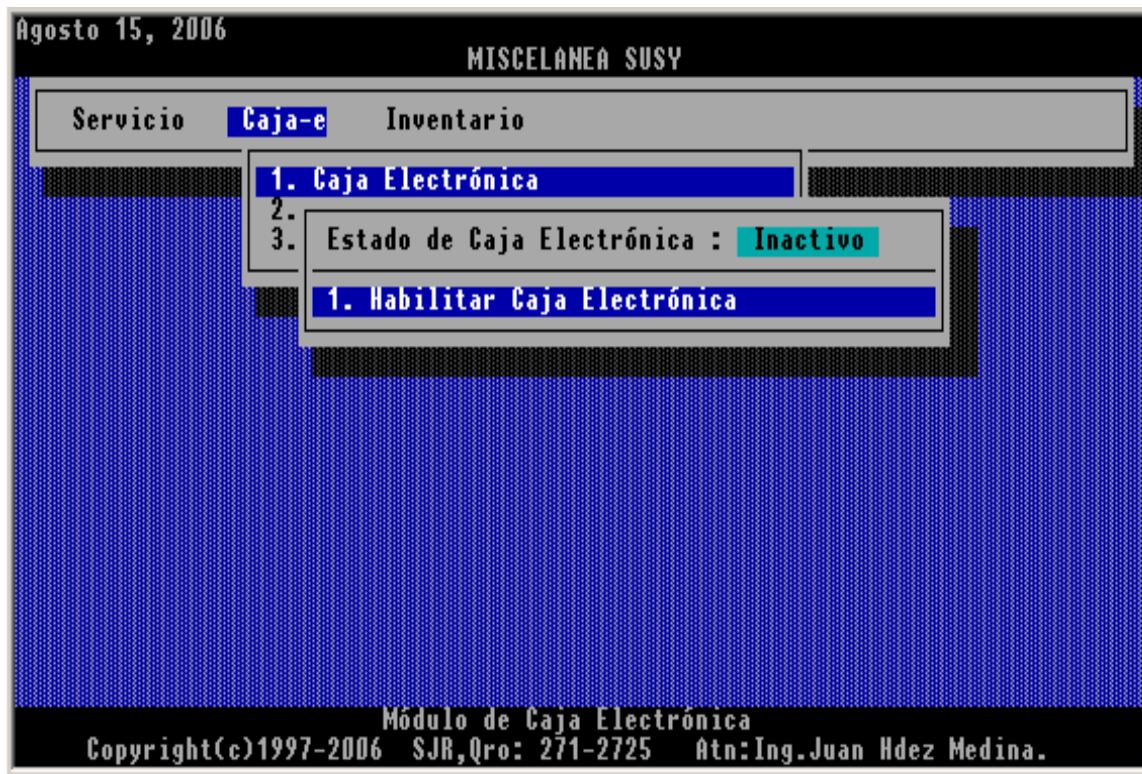 Agosto 15, 2006
MISCELANEA SUSY
Servicio Caja-e Inventario
1. Caja Electrónica
2.
3.
Estado de Caja Electrónica : Inactivo
1. Habilitar Caja Electrónica
Módulo de Caja Electrónica
Copyright(c)1997-2006 SJR,Qro: 271-2725 Atn:Ing.Juan Hdez Medina.